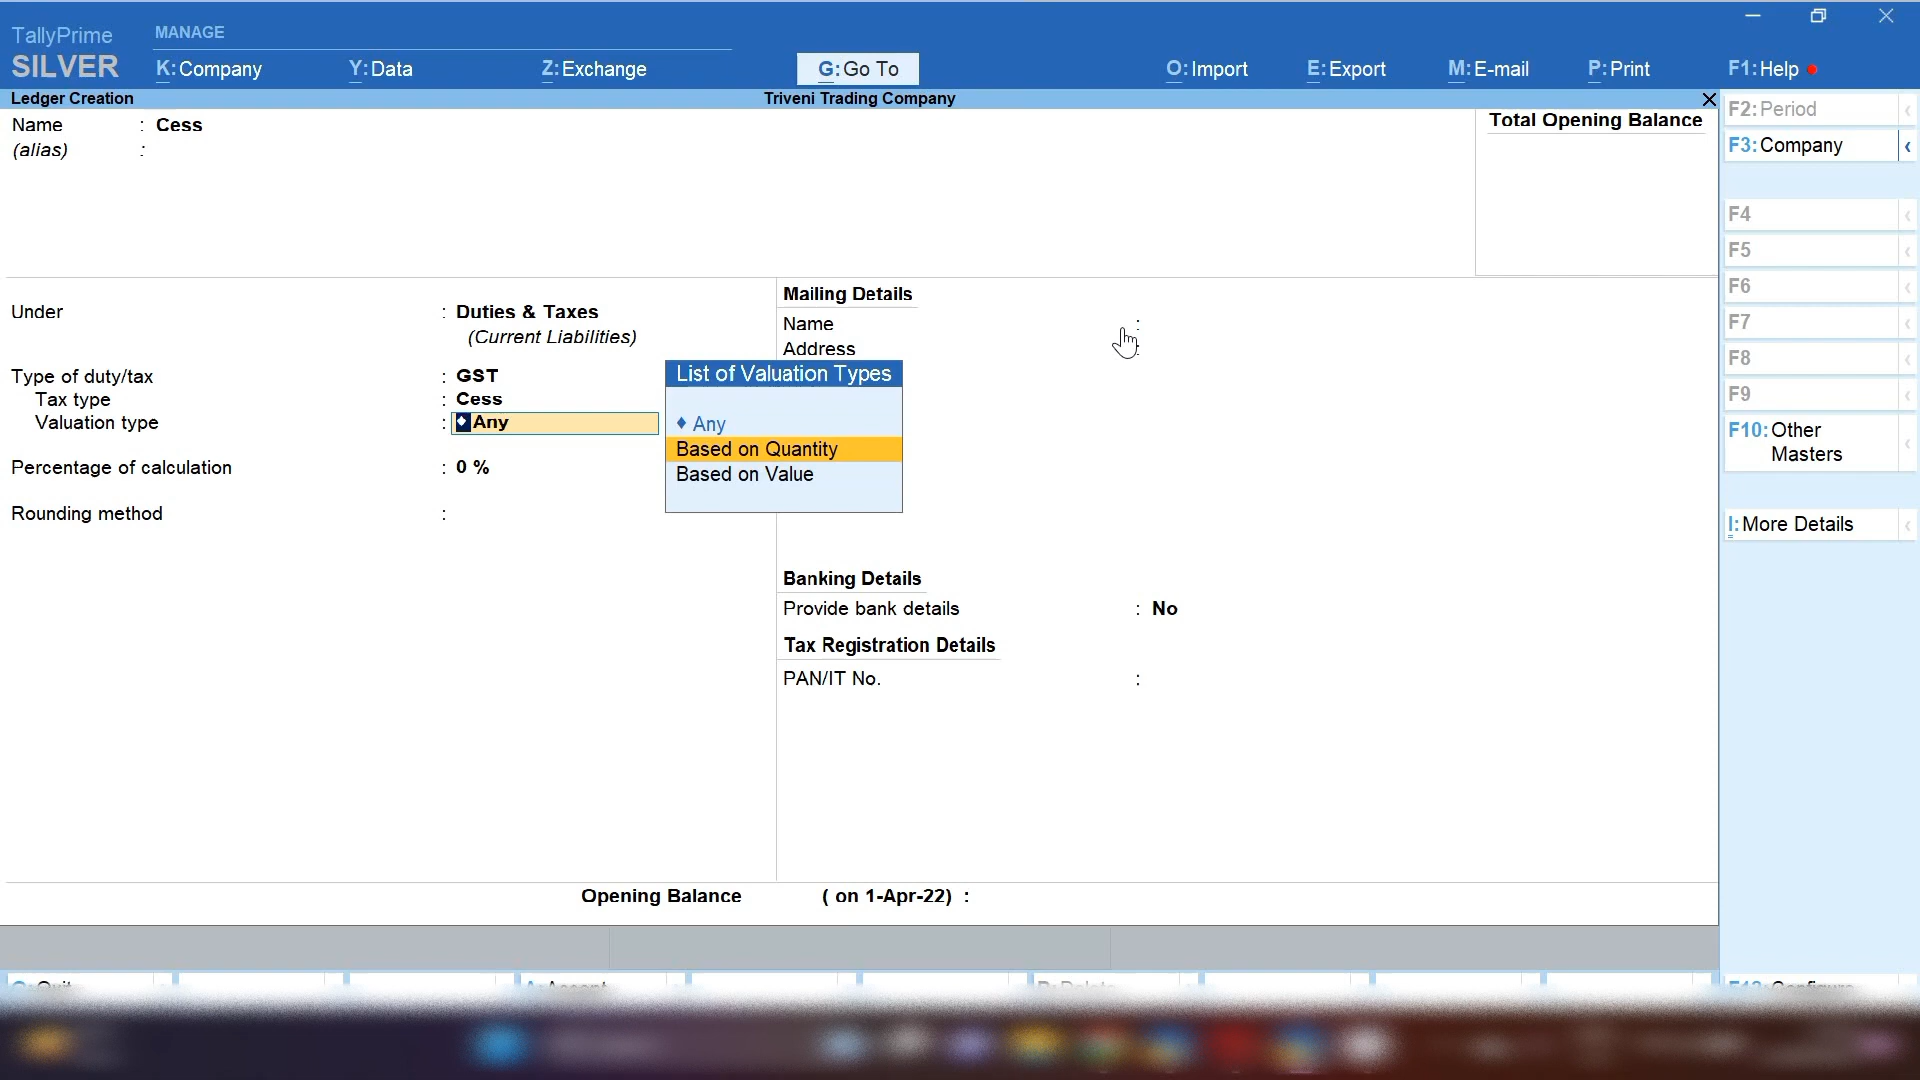 TallyPrime
SILVER
MANAGE
K:Company
Y:Data
Z:Exchange
G:Go To
O:Import
E:Export
M:E-mail
P:Print
F1:Help
Ledger Creation
Triveni Trading Company
Name : Cess
(alias) :
Total Opening Balance
Under : Duties & Taxes
(Current Liabilities)
Type of duty/tax : GST
Tax type : Cess
Valuation type : ♦ Any
Percentage of calculation : 0 %
Rounding method :
List of Valuation Types
♦ Any
Based on Quantity
Based on Value
Mailing Details
Name :
Address :
Banking Details
Provide bank details : No
Tax Registration Details
PAN/IT No. :
Opening Balance ( on 1-Apr-22) :
F2:Period
F3:Company
F4
F5
F6
F7
F8
F9
F10:Other
Masters
I:More Details
Quit
Accept
Delete
F12:Configure